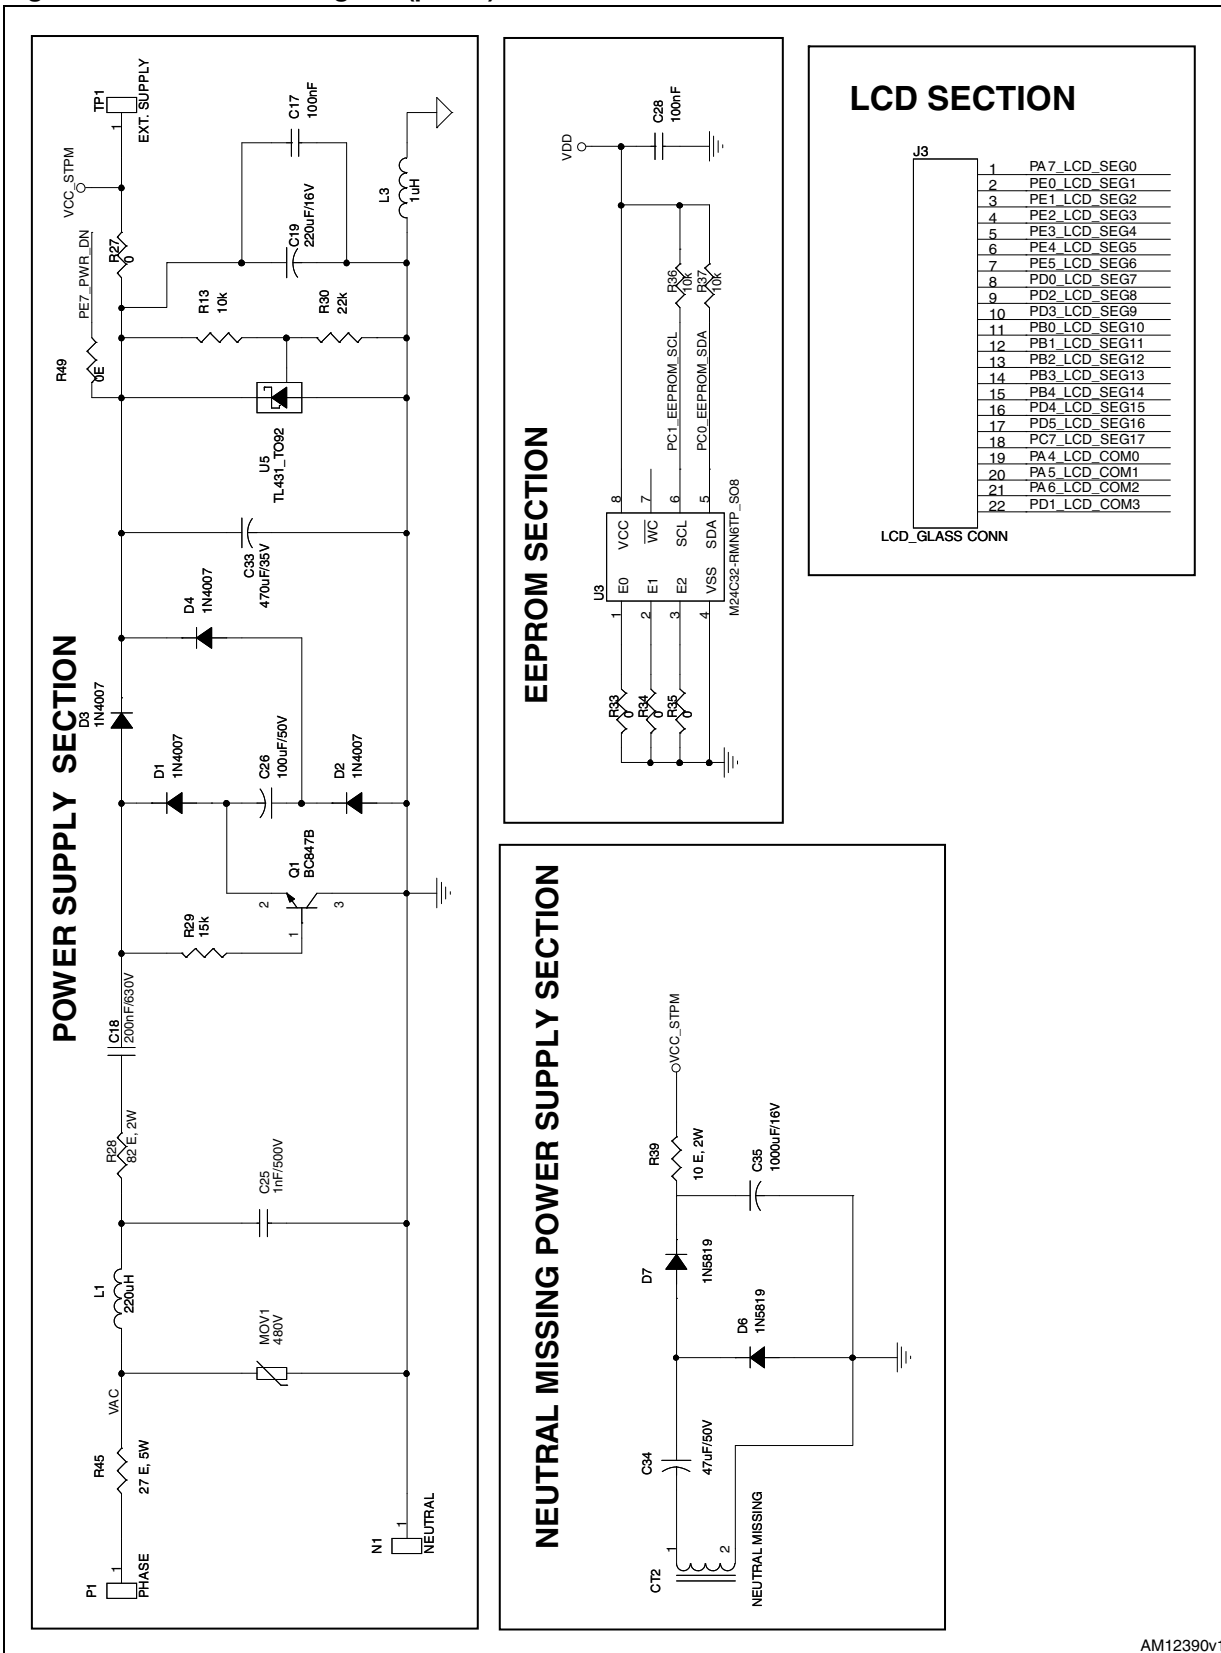 POWER SUPPLY SECTION
P1
1
PHASE
R45
27 E, 5W
VAC
MOV1
480V
N1
1
NEUTRAL
L1
220uH
C25
1nF/500V
R28
82 E, 2W
C18
200nF/630V
R29
15k
Q1
BC847B
1
2
3
D1
1N4007
C26
100uF/50V
D2
1N4007
D3
1N4007
D4
1N4007
C33
470uF/35V
U5
TL431_TO92
R49
0E
PE7_PWR_DN
R13
10k
R30
22k
R27
0
C19
220uF/16V
C17
100nF
L3
1uH
VCC_STPM
TP1
1
EXT. SUPPLY
EEPROM SECTION
VDD
C28
100nF
R36
10k
R37
10k
PC1_EEPROM_SCL
PC0_EEPROM_SDA
8
7
6
5
VCC
WC
SCL
SDA
E0
E1
E2
VSS
U3
M24C32-RMN6TP_SO8
1
2
3
4
R33
0
R34
0
R35
0
LCD SECTION
J3
1 PA7_LCD_SEG0
2 PE0_LCD_SEG1
3 PE1_LCD_SEG2
4 PE2_LCD_SEG3
5 PE3_LCD_SEG4
6 PE4_LCD_SEG5
7 PE5_LCD_SEG6
8 PD0_LCD_SEG7
9 PD2_LCD_SEG8
10 PD3_LCD_SEG9
11 PB0_LCD_SEG10
12 PB1_LCD_SEG11
13 PB2_LCD_SEG12
14 PB3_LCD_SEG13
15 PB4_LCD_SEG14
16 PD4_LCD_SEG15
17 PD5_LCD_SEG16
18 PC7_LCD_SEG17
19 PA4_LCD_COM0
20 PA5_LCD_COM1
21 PA6_LCD_COM2
22 PD1_LCD_COM3
LCD_GLASS CONN
NEUTRAL MISSING POWER SUPPLY SECTION
CT2
1
2
NEUTRAL MISSING
C34
47uF/50V
D6
1N5819
D7
1N5819
R39
10 E, 2W
C35
1000uF/16V
VCC_STPM
AM12390v1